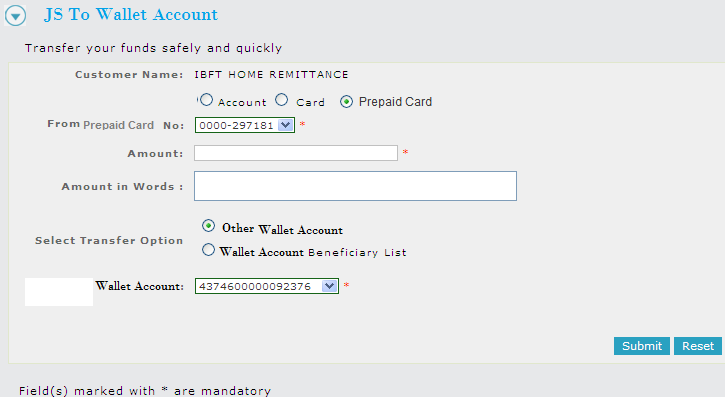 JS To Wallet Account
Transfer your funds safely and quickly
Customer Name: IBFT HOME REMITTANCE
Account Card Prepaid Card
From Prepaid Card No: 0000-297181 *
Amount: *
Amount in Words :
Other Wallet Account
Select Transfer Option
Wallet Account Beneficiary List
Wallet Account: 4374600000092376 *
Submit Reset
Field(s) marked with * are mandatory